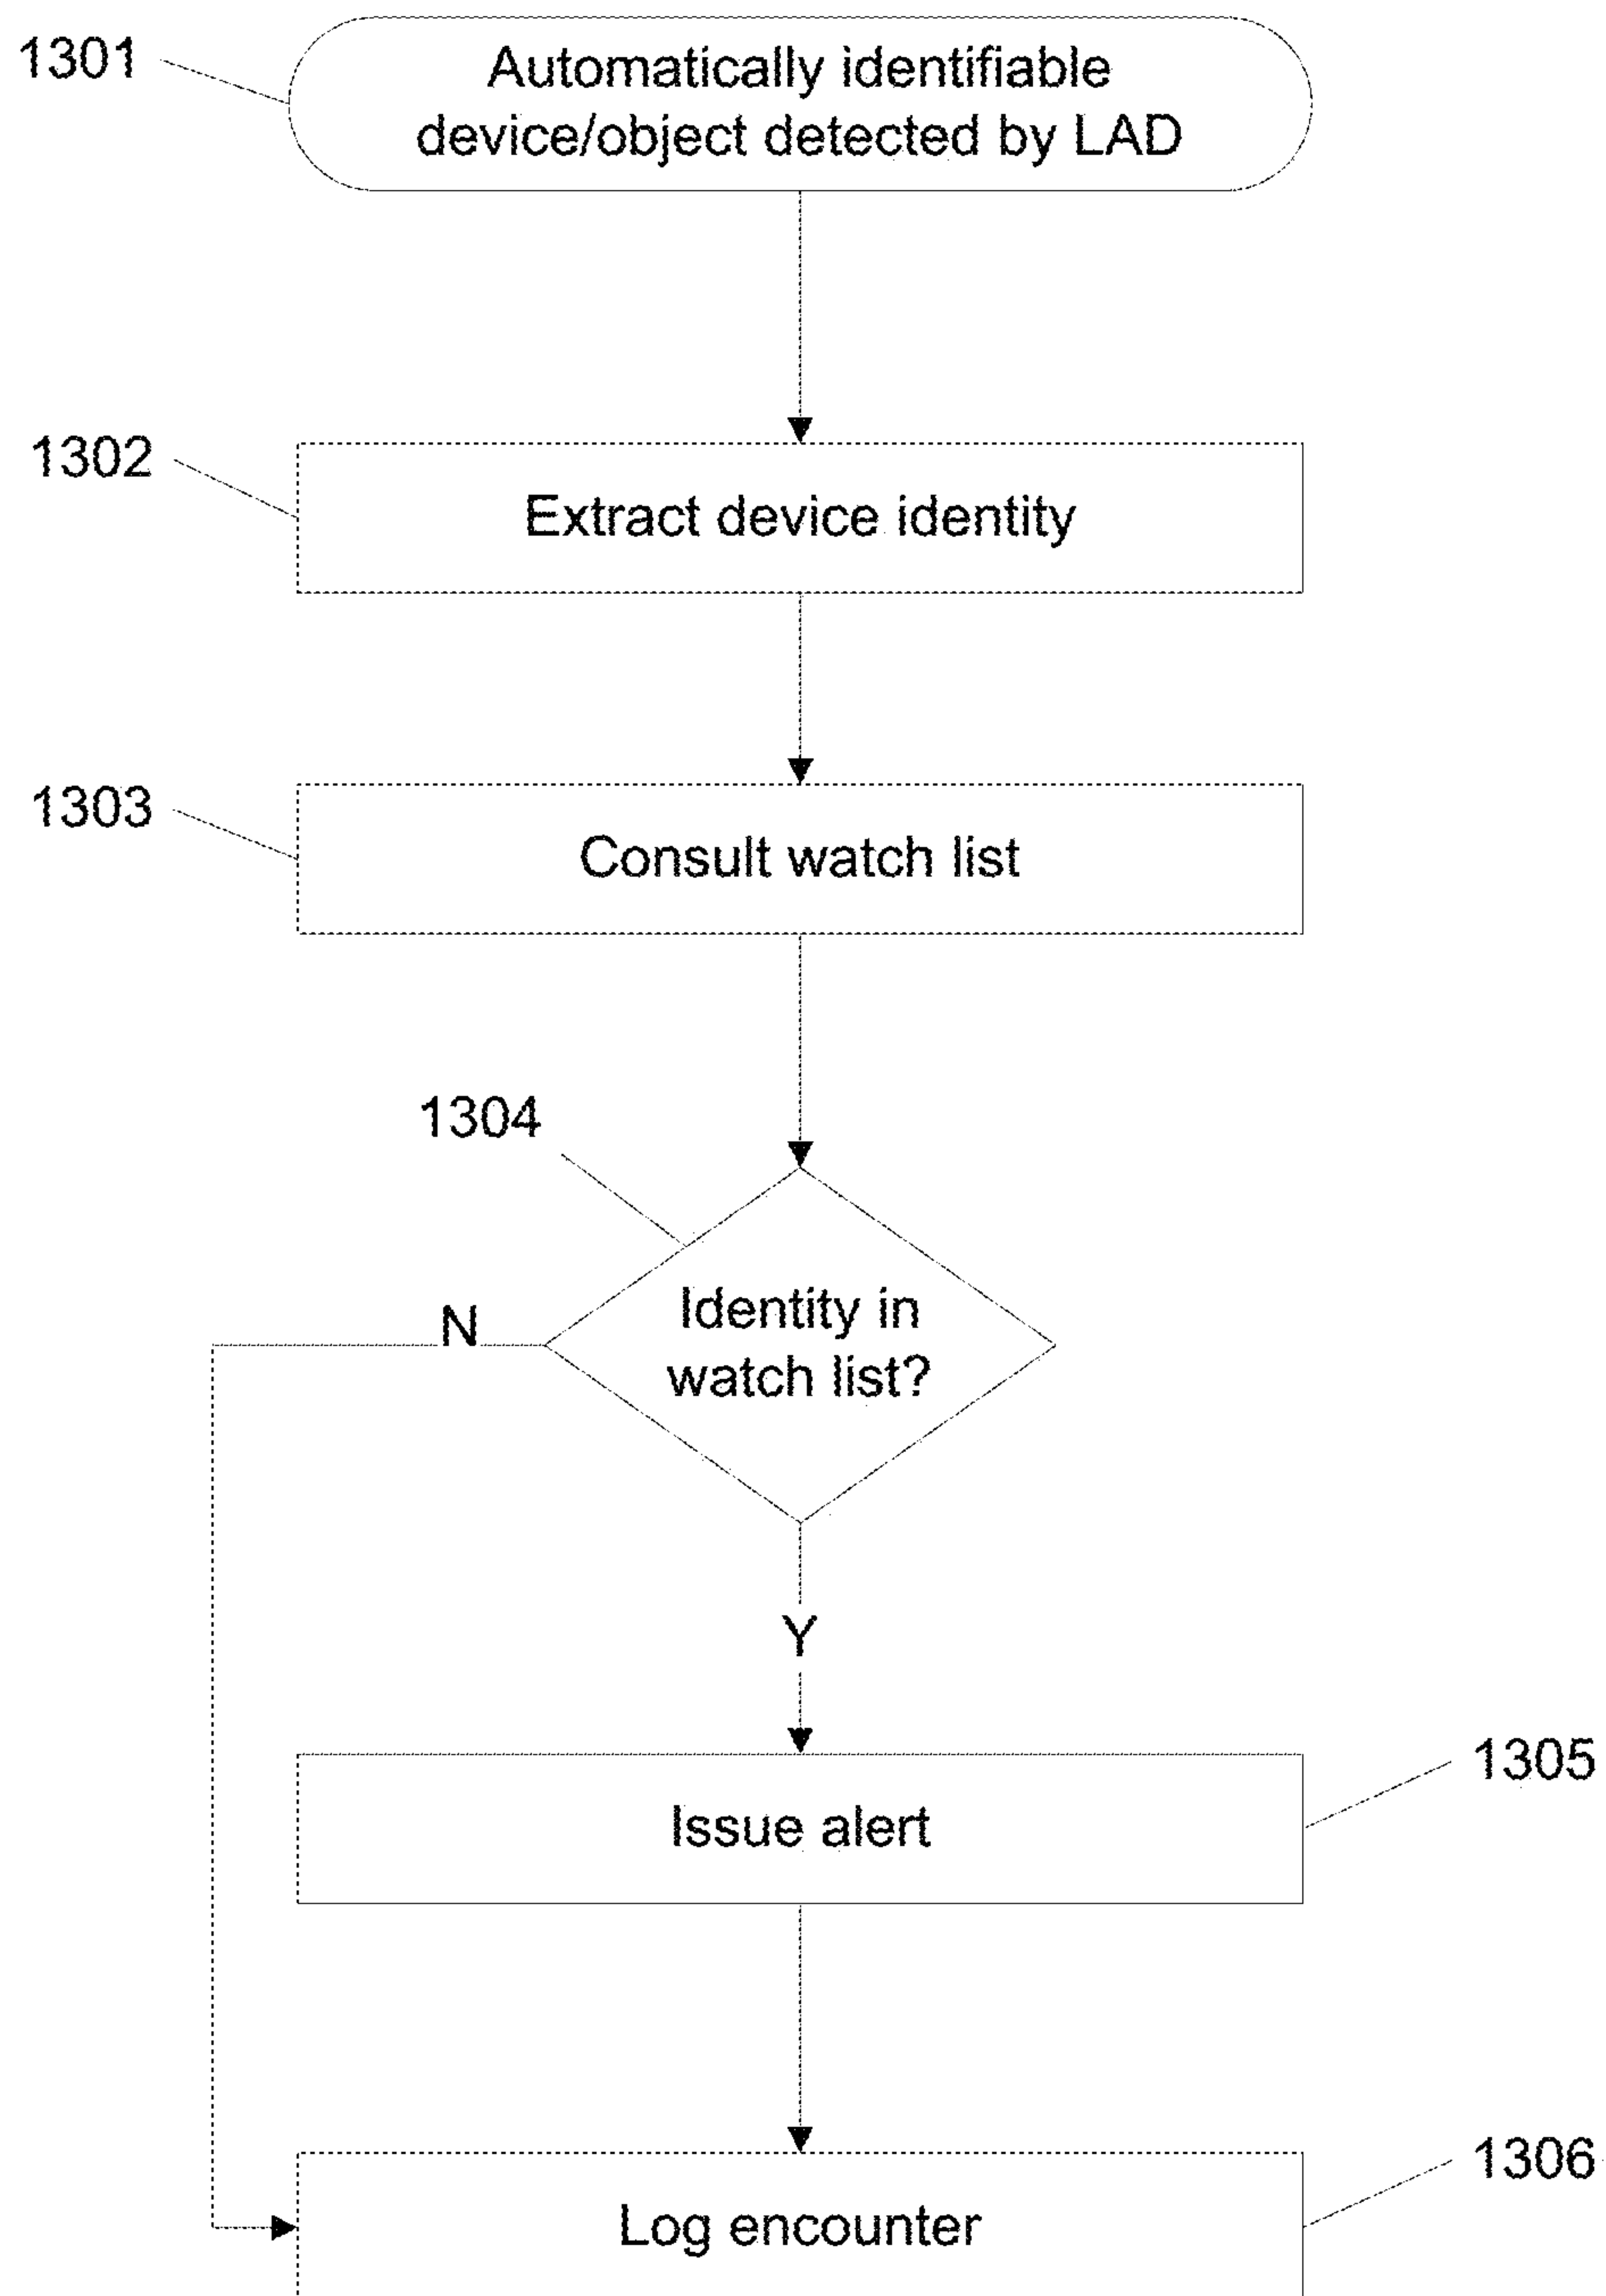 1301
Automatically identifiable
device/object detected by LAD
1302
Extract device identity
1303
Consult watch list
1304
Identity in
watch list?
N
Y
Issue alert
1305
Log encounter
1306